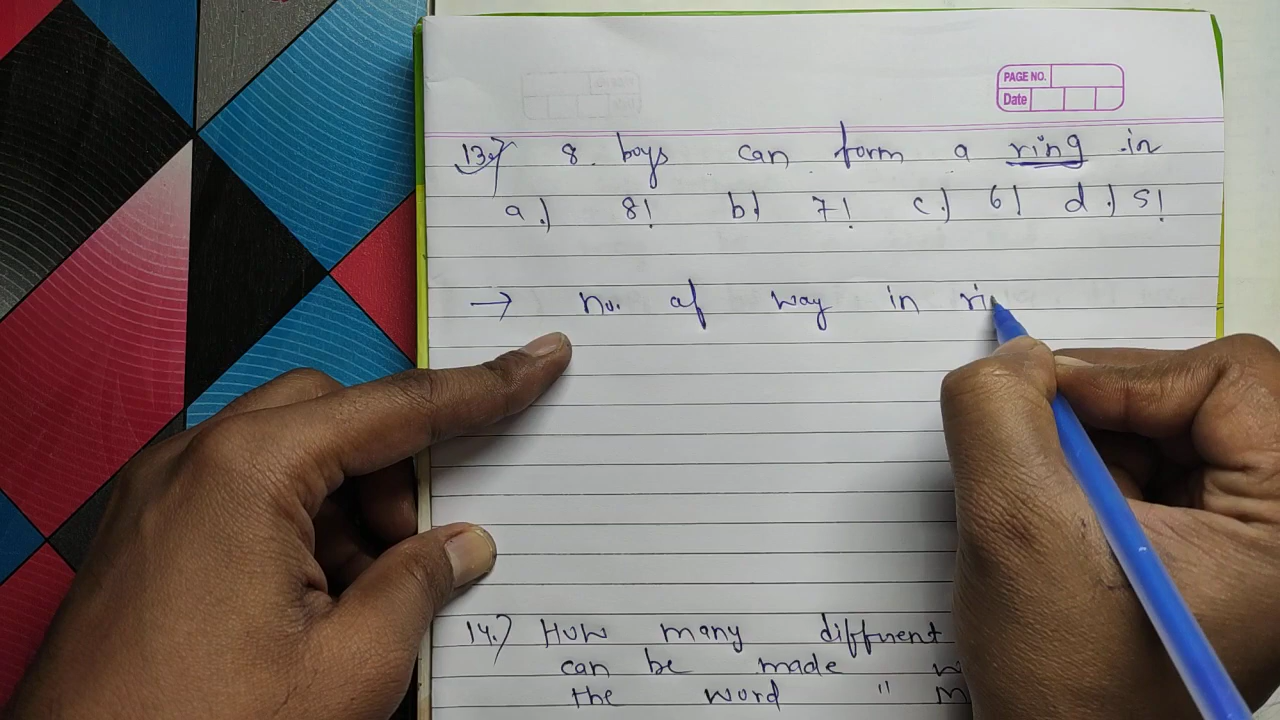 PAGE NO.
Date
13.) 8 boys can form a ring in
a.) 8! b.) 7! c.) 6! d.) 5!
→ no. of way in ri
14.) How many different
can be made
the word "M